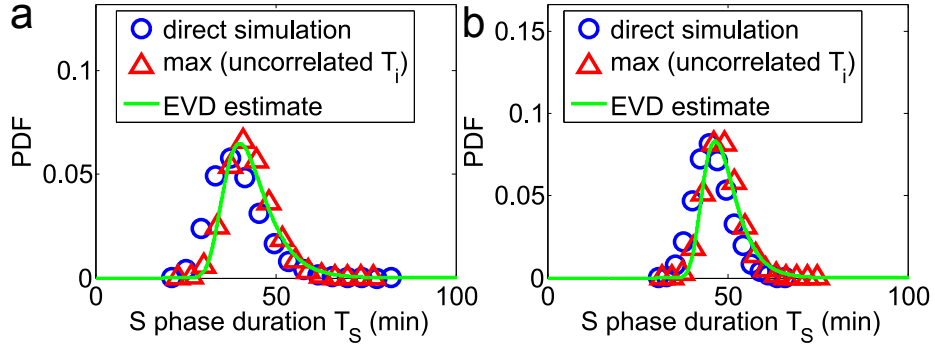 a
direct simulation
max (uncorrelated T_i)
EVD estimate
PDF
0.1
0.05
0
0
50
100
S phase duration T_S (min)
b
direct simulation
max (uncorrelated T_i)
EVD estimate
PDF
0.15
0.1
0.05
0
0
50
100
S phase duration T_S (min)